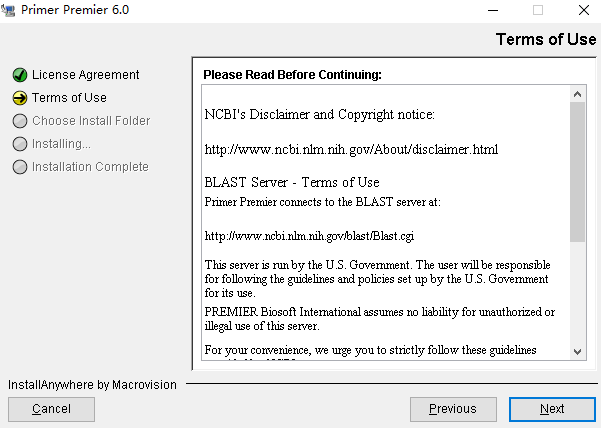 Primer Premier 6.0
Terms of Use
License Agreement
Terms of Use
Choose Install Folder
Installing...
Installation Complete
Please Read Before Continuing:
NCBI's Disclaimer and Copyright notice:
http://www.ncbi.nlm.nih.gov/About/disclaimer.html
BLAST Server - Terms of Use
Primer Premier connects to the BLAST server at:
http://www.ncbi.nlm.nih.gov/blast/Blast.cgi
This server is run by the U.S. Government. The user will be responsible
for following the guidelines and policies set up by the U.S. Government
for its use.
PREMIER Biosoft International assumes no liability for unauthorized or
illegal use of this server.
For your convenience, we urge you to strictly follow these guidelines
InstallAnywhere by Macrovision
Cancel
Previous
Next